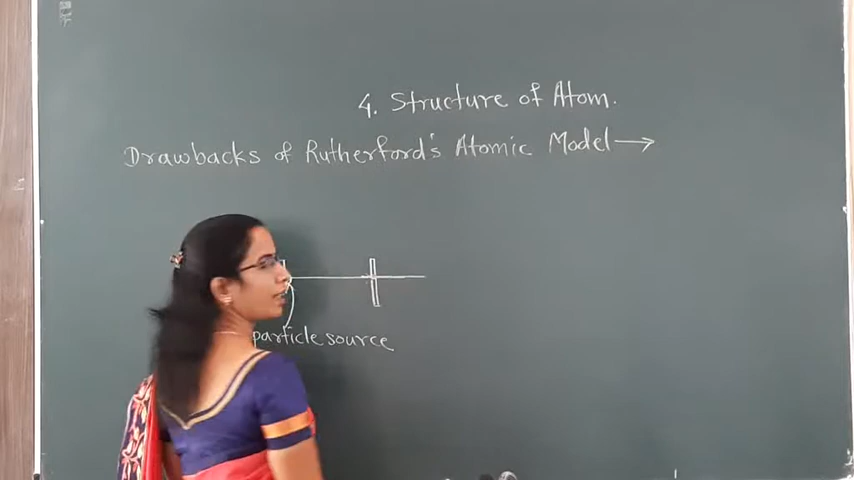 4. Structure of Atom.
Drawbacks of Rutherford's Atomic Model →
particle source